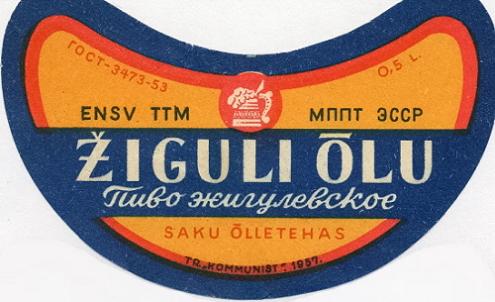 ГОСТ-3473-53
0,5 L.
ENSV TTM
МППТ ЭССР
ŽIGULI ÕLU
Пиво жигулевское
SAKU ÕLLETEHAS
TR. „KOMMUNIST“, 1957.